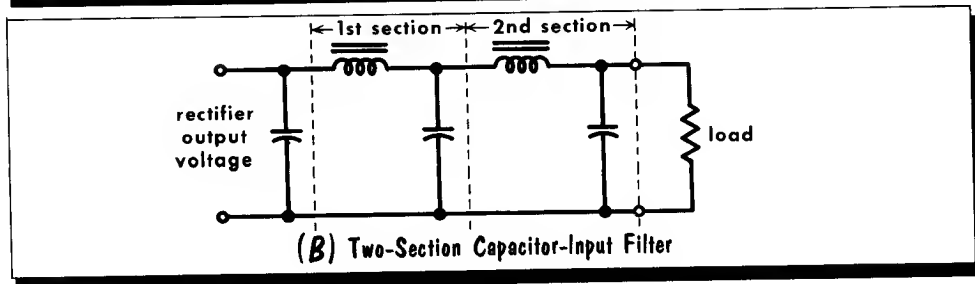 1st section 2nd section
rectifier
output
voltage
load
(B) Two-Section Capacitor-Input Filter